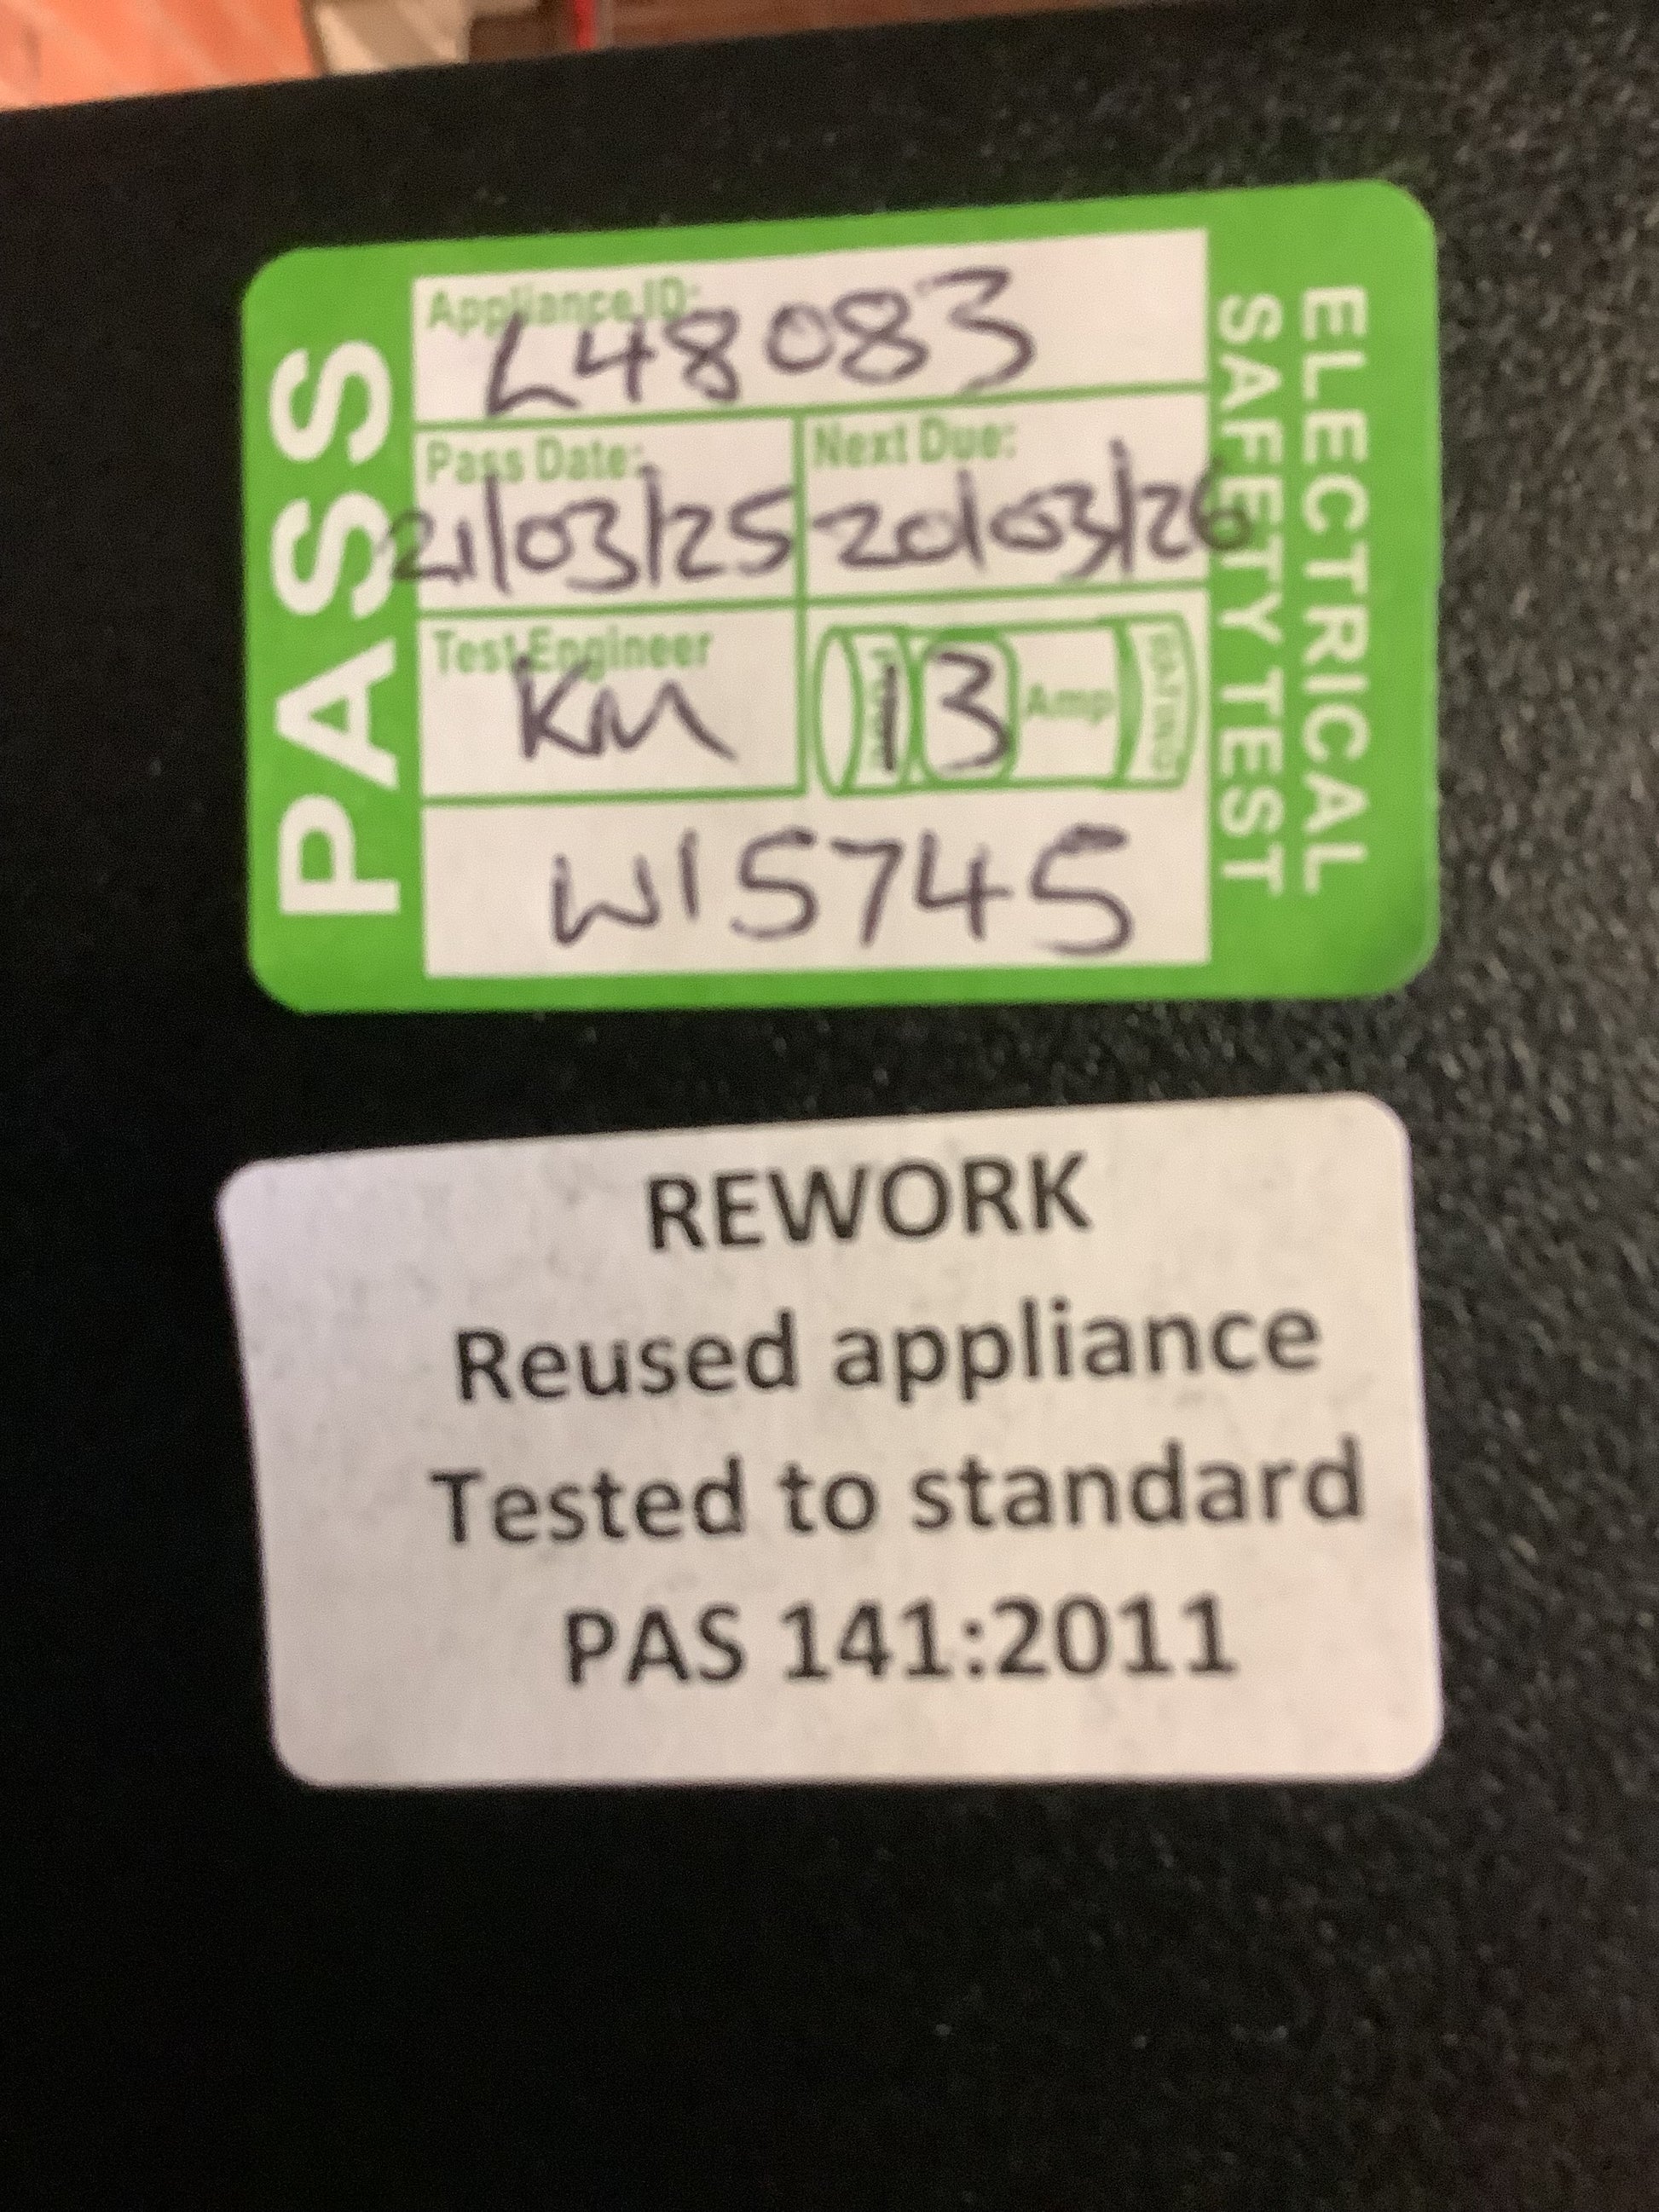 PASS
Appliance ID:
L48083
Pass Date:
21/03/25
Next Due:
20/03/26
Test Engineer
KM
13 Amp
RATING
W15745
ELECTRICAL
SAFETY TEST
REWORK
Reused appliance
Tested to standard
PAS 141:2011